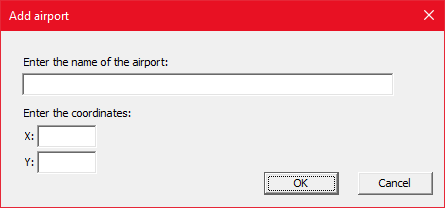 Add airport
Enter the name of the airport:
Enter the coordinates:
X:
Y:
OK
Cancel